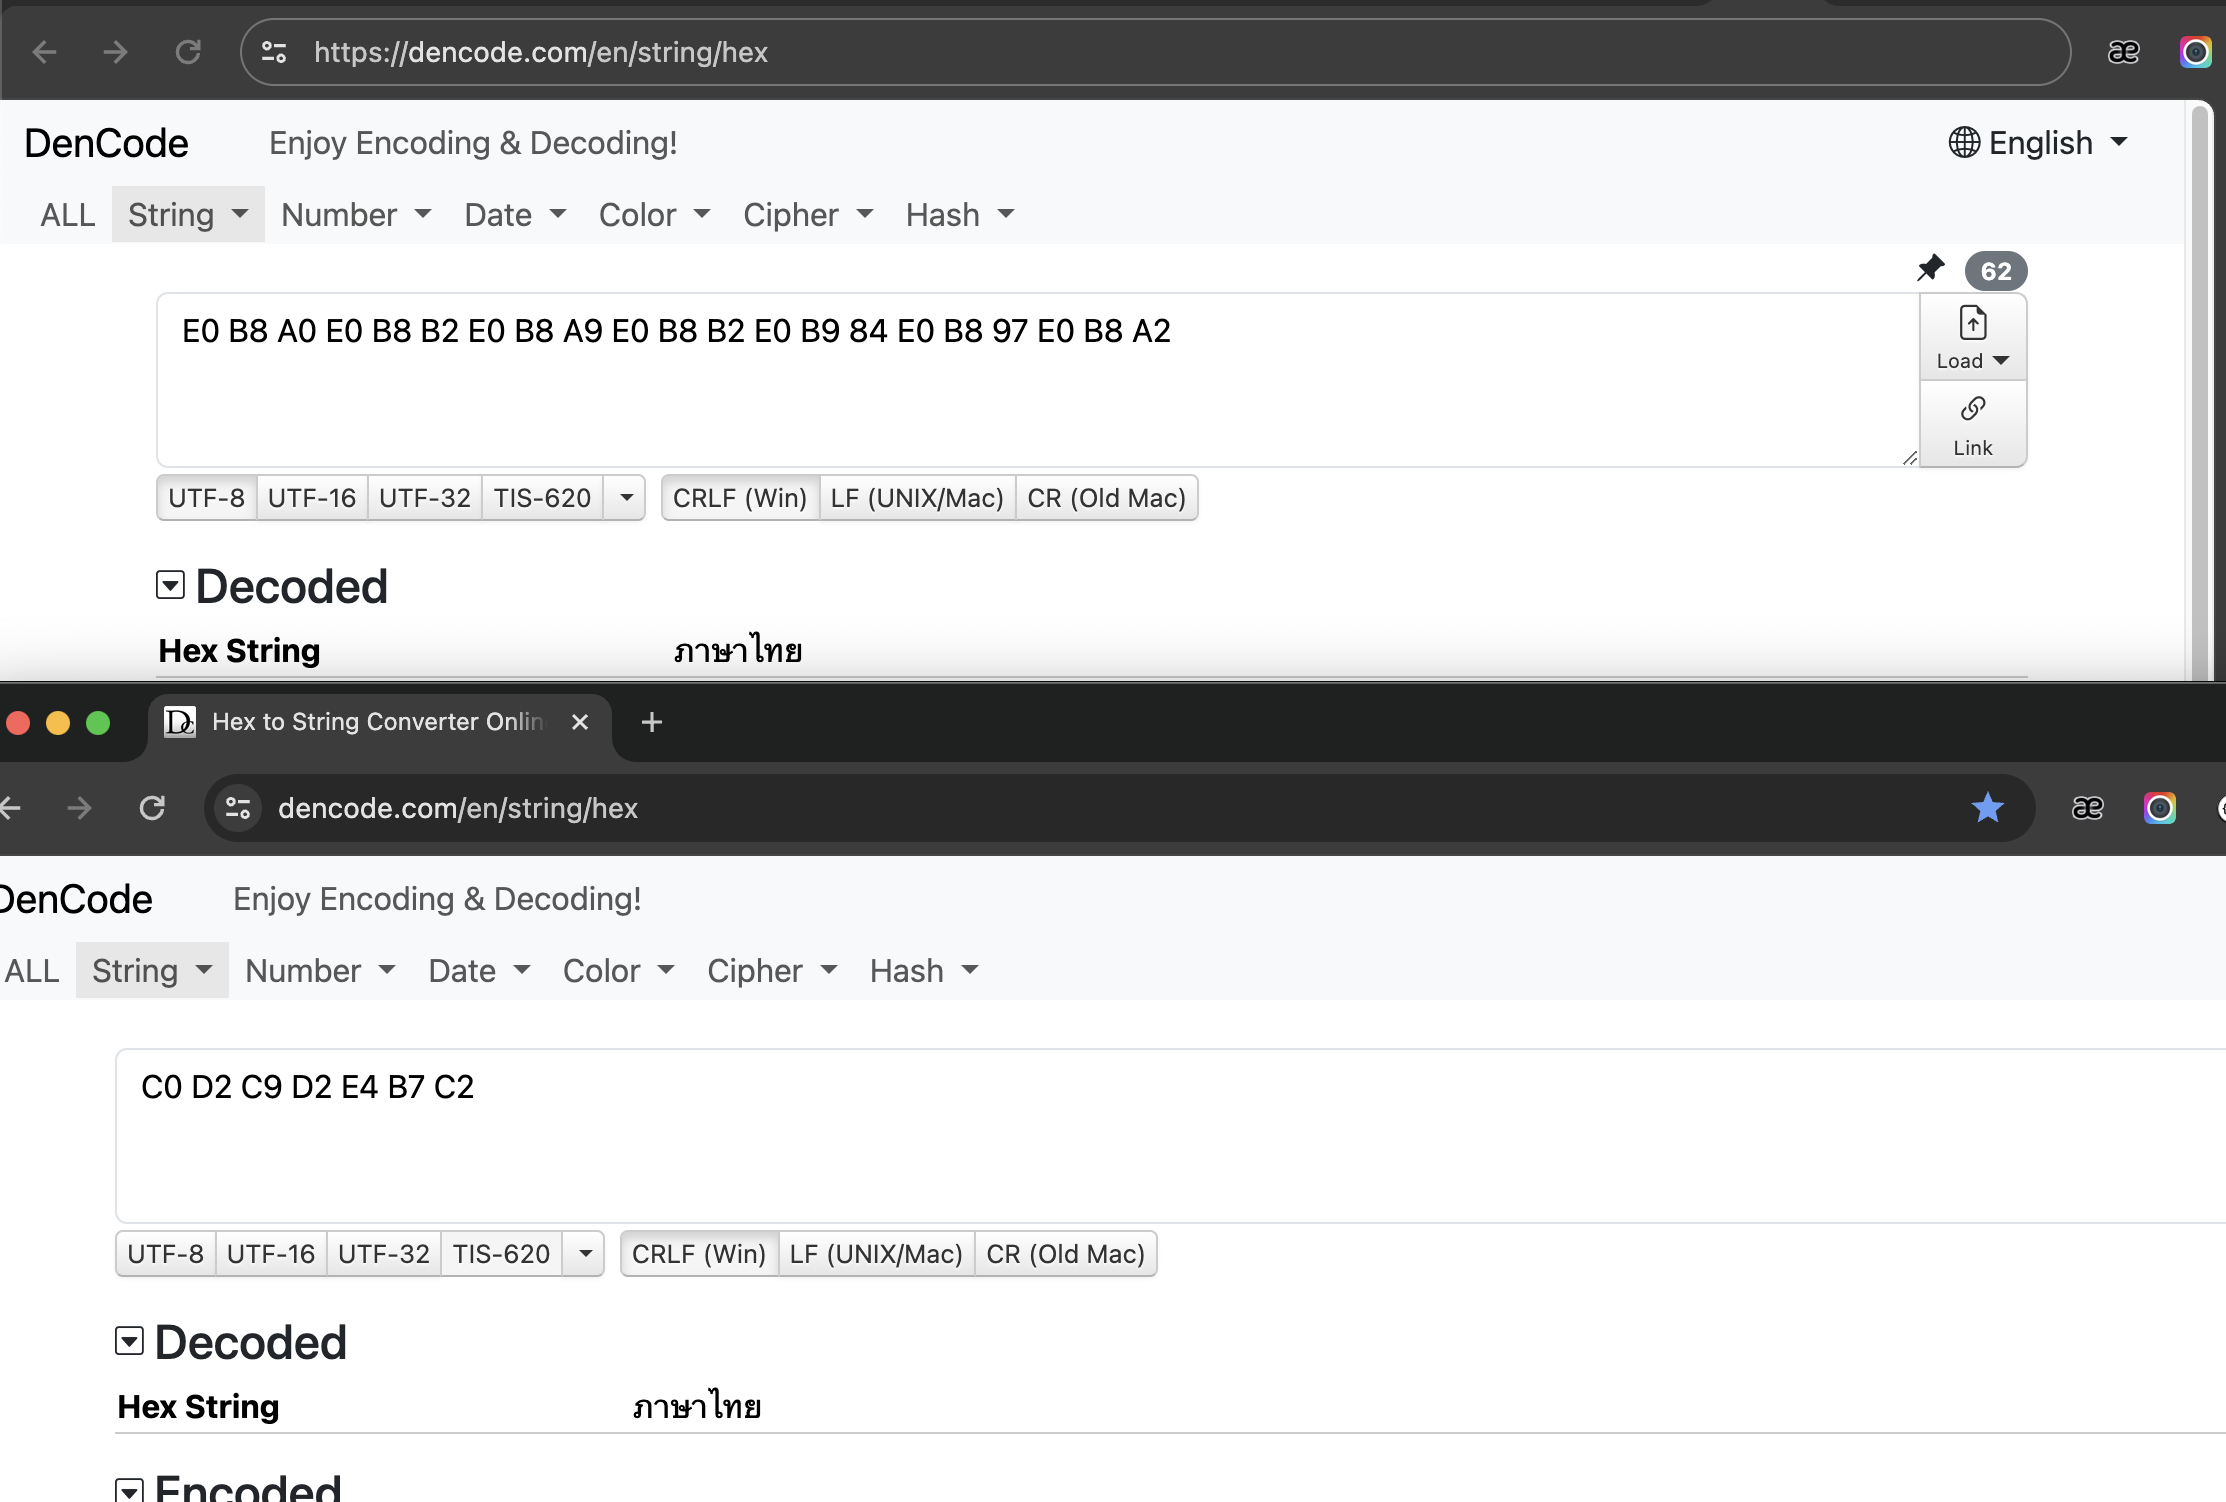 https://dencode.com/en/string/hex
DenCode Enjoy Encoding & Decoding! English
ALL String Number Date Color Cipher Hash
62
E0 B8 A0 E0 B8 B2 E0 B8 A9 E0 B8 B2 E0 B9 84 E0 B8 97 E0 B8 A2
Load
Link
UTF-8 UTF-16 UTF-32 TIS-620 CRLF (Win) LF (UNIX/Mac) CR (Old Mac)
Decoded
Hex String ภาษาไทย
Hex to String Converter Onlin
dencode.com/en/string/hex
DenCode Enjoy Encoding & Decoding!
ALL String Number Date Color Cipher Hash
C0 D2 C9 D2 E4 B7 C2
UTF-8 UTF-16 UTF-32 TIS-620 CRLF (Win) LF (UNIX/Mac) CR (Old Mac)
Decoded
Hex String ภาษาไทย
Encoded